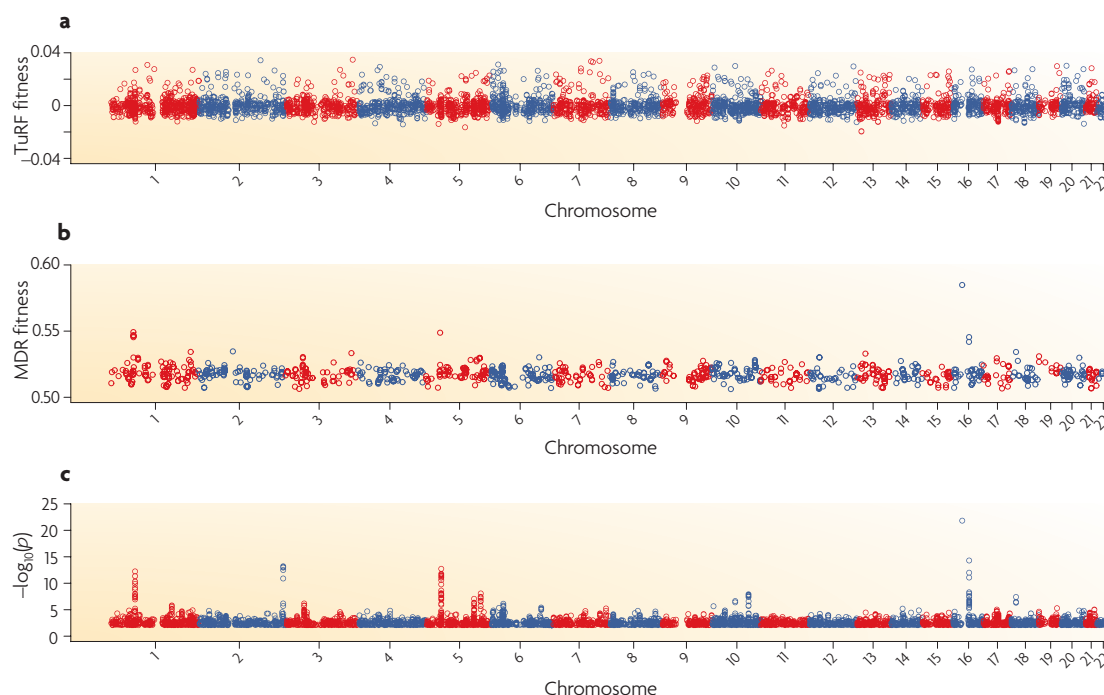 a
TuRF fitness
0.04
0
–0.04
1 2 3 4 5 6 7 8 9 10 11 12 13 14 15 16 17 18 19 20 21
Chromosome
b
MDR fitness
0.60
0.55
0.50
1 2 3 4 5 6 7 8 9 10 11 12 13 14 15 16 17 18 19 20 21
Chromosome
c
–log₁₀(p)
25
20
15
10
5
0
1 2 3 4 5 6 7 8 9 10 11 12 13 14 15 16 17 18 19 20 21
Chromosome